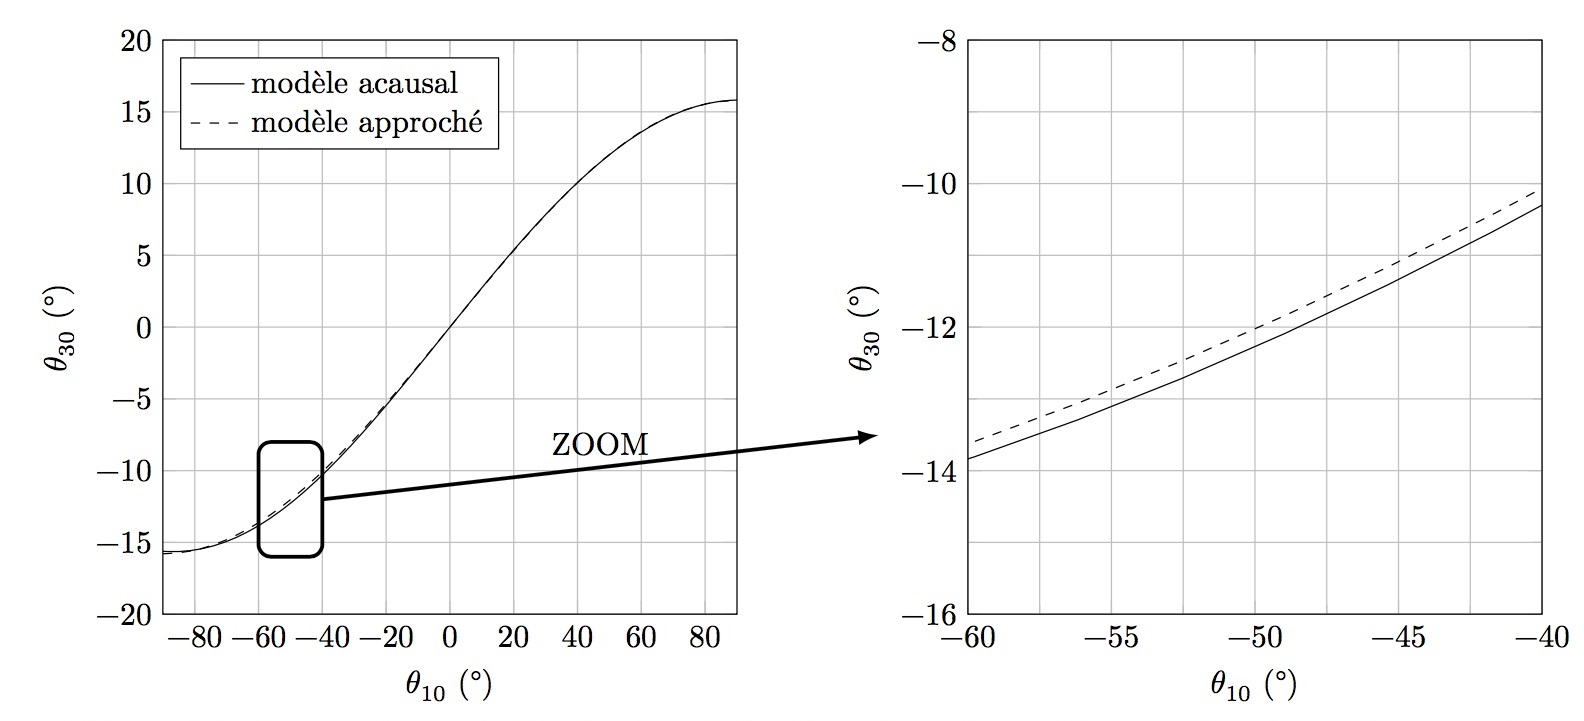 20
15
10
5
0
−5
−10
−15
−20
θ30 (°)
modèle acausal
modèle approché
ZOOM
−80 −60 −40 −20 0 20 40 60 80
θ10 (°)
−8
−10
−12
−14
−16
θ30 (°)
−60 −55 −50 −45 −40
θ10 (°)